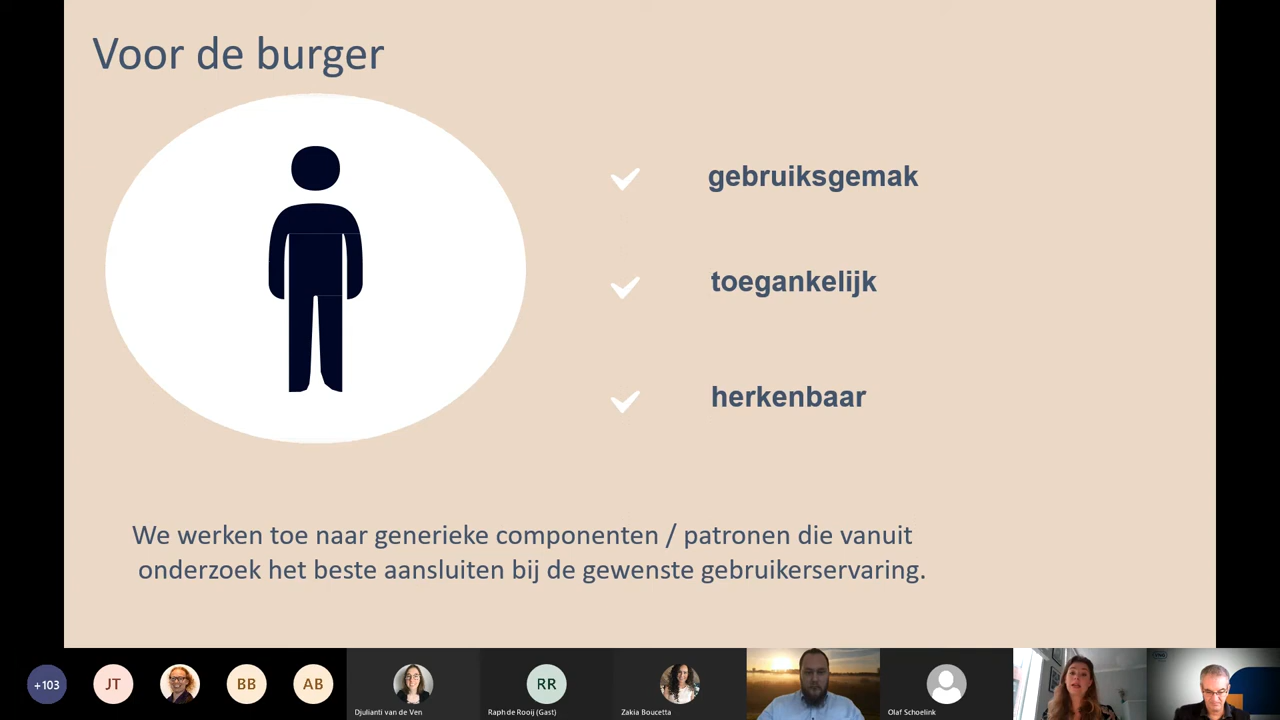 Voor de burger
gebruiksgemak
toegankelijk
herkenbaar
We werken toe naar generieke componenten / patronen die vanuit
onderzoek het beste aansluiten bij de gewenste gebruikerservaring.
+103
JT
BB
AB
RR
Djulianti van de Ven
Raph de Rooij (Gast)
Zakia Boucetta
Olaf Schoelink